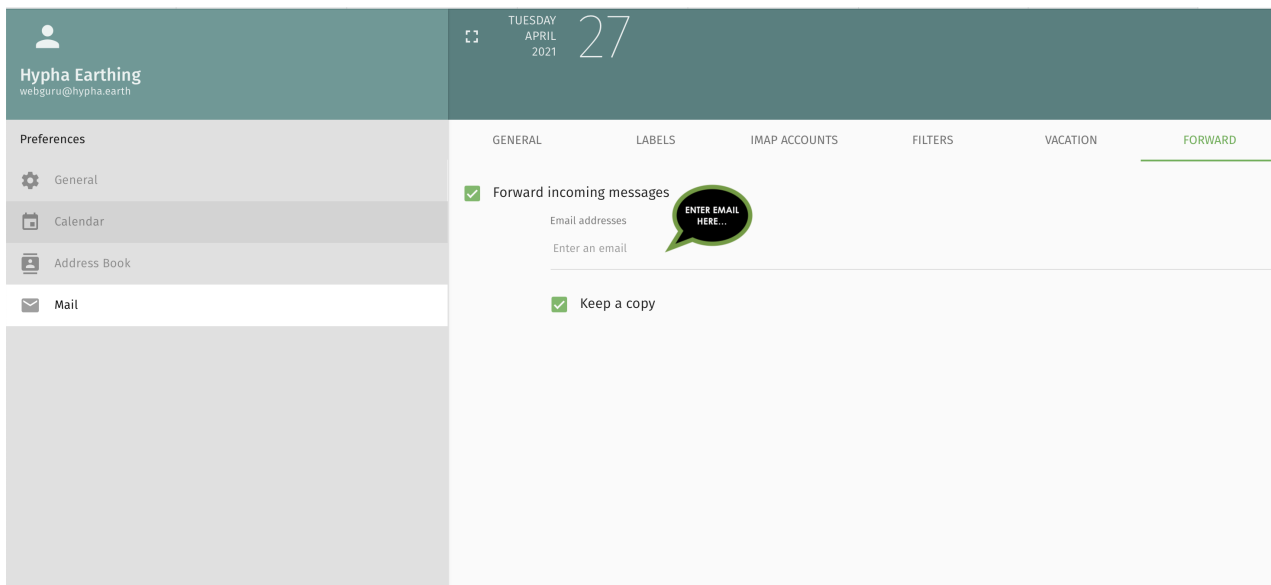 Hypha Earthing
webguru@hypha.earth
TUESDAY
APRIL
2021
27
Preferences
General
Calendar
Address Book
Mail
GENERAL LABELS IMAP ACCOUNTS FILTERS VACATION FORWARD
Forward incoming messages
Email addresses
Enter an email
ENTER EMAIL
HERE...
Keep a copy